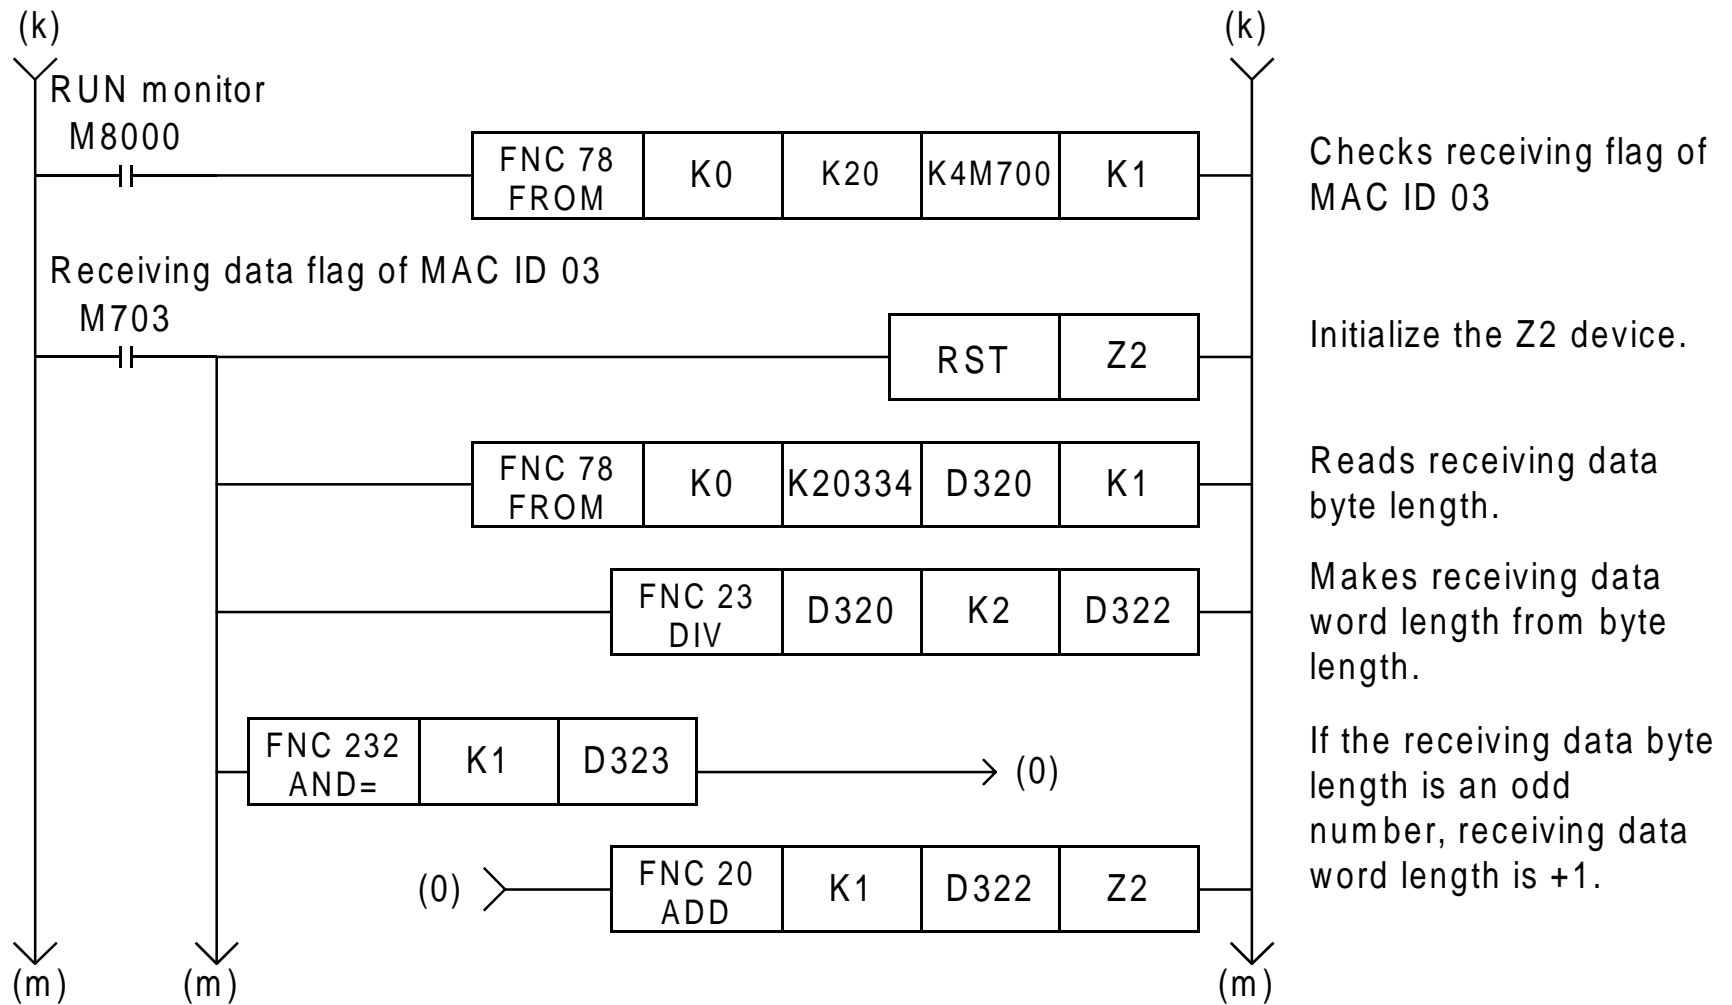 (k) (k)
RUN monitor
M8000
FNC 78
FROM
K0
K20
K4M700
K1
Checks receiving flag of
MAC ID 03
Receiving data flag of MAC ID 03
M703
RST
Z2
Initialize the Z2 device.
FNC 78
FROM
K0
K20334
D320
K1
Reads receiving data
byte length.
FNC 23
DIV
D320
K2
D322
Makes receiving data
word length from byte
length.
FNC 232
AND=
K1
D323
(0)
If the receiving data byte
length is an odd
number, receiving data
word length is +1.
(0)
FNC 20
ADD
K1
D322
Z2
(m) (m) (m)